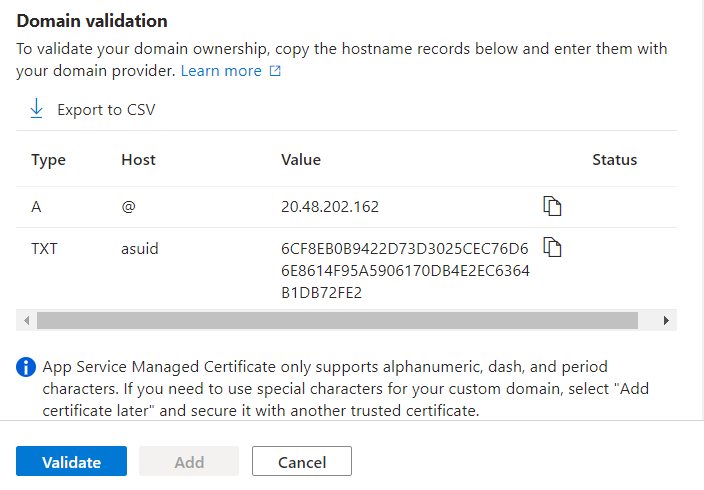 Domain validation
To validate your domain ownership, copy the hostname records below and enter them with
your domain provider. Learn more
Export to CSV
Type Host Value Status
A @ 20.48.202.162
TXT asuid 6CF8EB0B9422D73D3025CEC76D6
6E8614F95A5906170DB4E2EC6364
B1DB72FE2
App Service Managed Certificate only supports alphanumeric, dash, and period
characters. If you need to use special characters for your custom domain, select "Add
certificate later" and secure it with another trusted certificate.
Validate Add Cancel